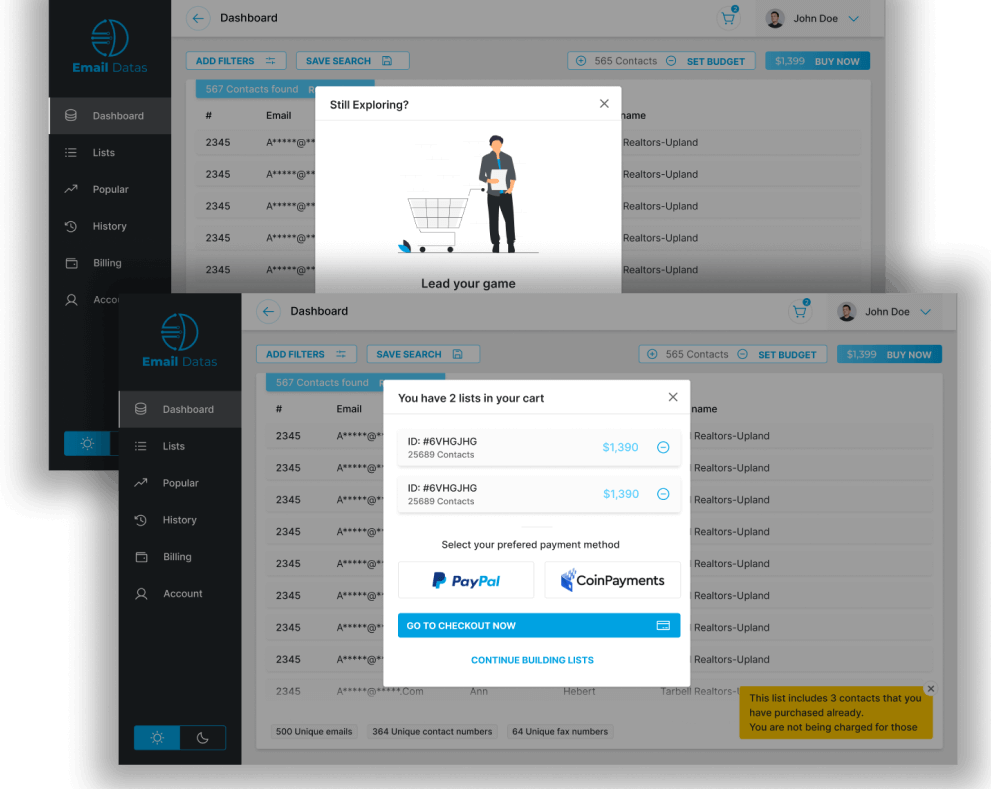 Dashboard
2
John Doe
Email Datas
ADD FILTERS
SAVE SEARCH
565 Contacts
SET BUDGET
$1,399 BUY NOW
567 Contacts found
Still Exploring?
# Email name
Dashboard
2345 A*****@** Realtors-Upland
Lists
2345 A*****@** Realtors-Upland
Popular
2345 A*****@** Realtors-Upland
History
2345 A*****@** Realtors-Upland
Billing
2345 A*****@** Realtors-Upland
Lead your game
Dashboard
2
John Doe
Email Datas
ADD FILTERS
SAVE SEARCH
565 Contacts
SET BUDGET
$1,399 BUY NOW
567 Contacts found
You have 2 lists in your cart
# Email name
Dashboard
Lists
Popular
History
Billing
Account
2345 A*****@* Realtors-Upland
2345 A*****@* Realtors-Upland
2345 A*****@* Realtors-Upland
2345 A*****@* Realtors-Upland
2345 A*****@* Realtors-Upland
2345 A*****@* Realtors-Upland
2345 A*****@* Realtors-Upland
2345 A*****@* Realtors-Upland
ID: #6VHGJHG
25689 Contacts
$1,390
ID: #6VHGJHG
25689 Contacts
$1,390
Select your prefered payment method
PayPal
CoinPayments
GO TO CHECKOUT NOW
CONTINUE BUILDING LISTS
2345 A*****@*****.Com Ann Hebert Tarbell Realtors-
This list includes 3 contacts that you
have purchased already.
You are not being charged for those
500 Unique emails
364 Unique contact numbers
64 Unique fax numbers